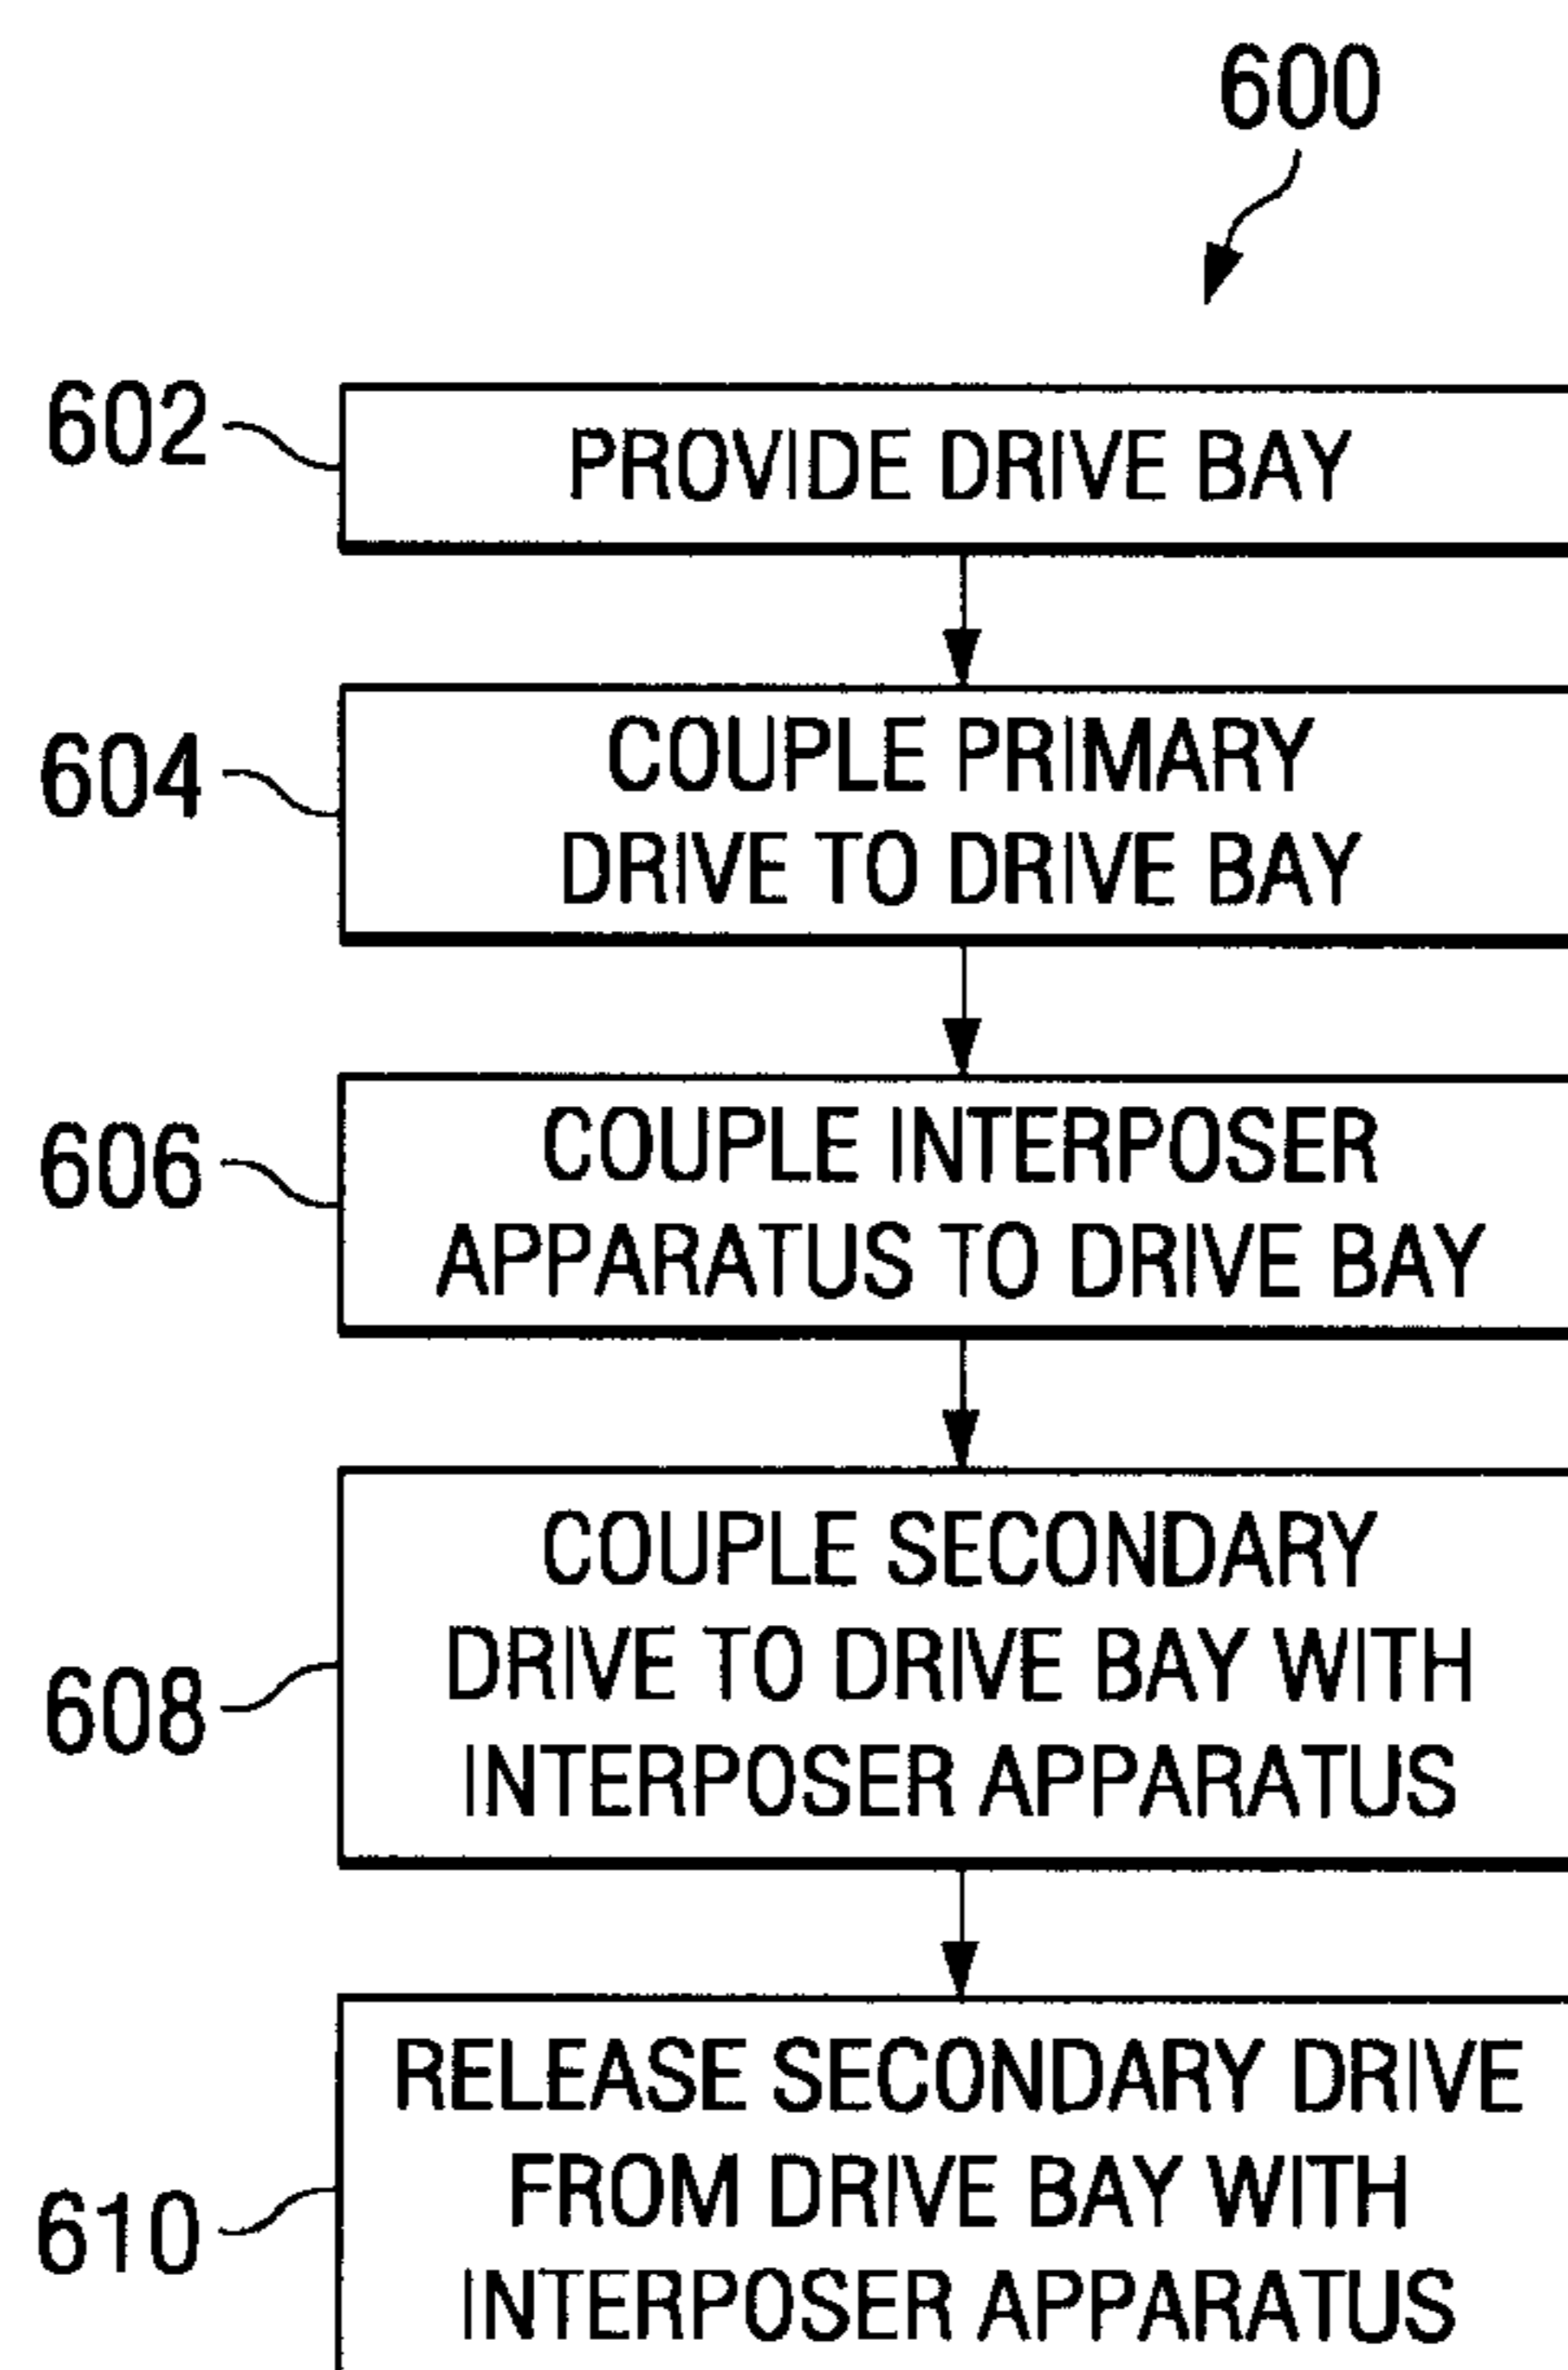 600
602
PROVIDE DRIVE BAY
604
COUPLE PRIMARY
DRIVE TO DRIVE BAY
606
COUPLE INTERPOSER
APPARATUS TO DRIVE BAY
608
COUPLE SECONDARY
DRIVE TO DRIVE BAY WITH
INTERPOSER APPARATUS
610
RELEASE SECONDARY DRIVE
FROM DRIVE BAY WITH
INTERPOSER APPARATUS